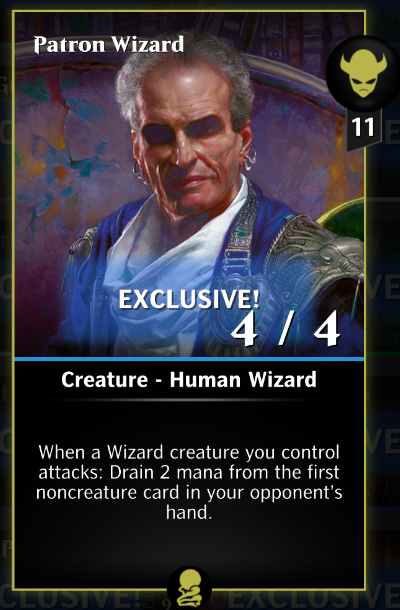 Patron Wizard
11
EXCLUSIVE!
4 / 4
Creature - Human Wizard
When a Wizard creature you control
attacks: Drain 2 mana from the first
noncreature card in your opponent's
hand.